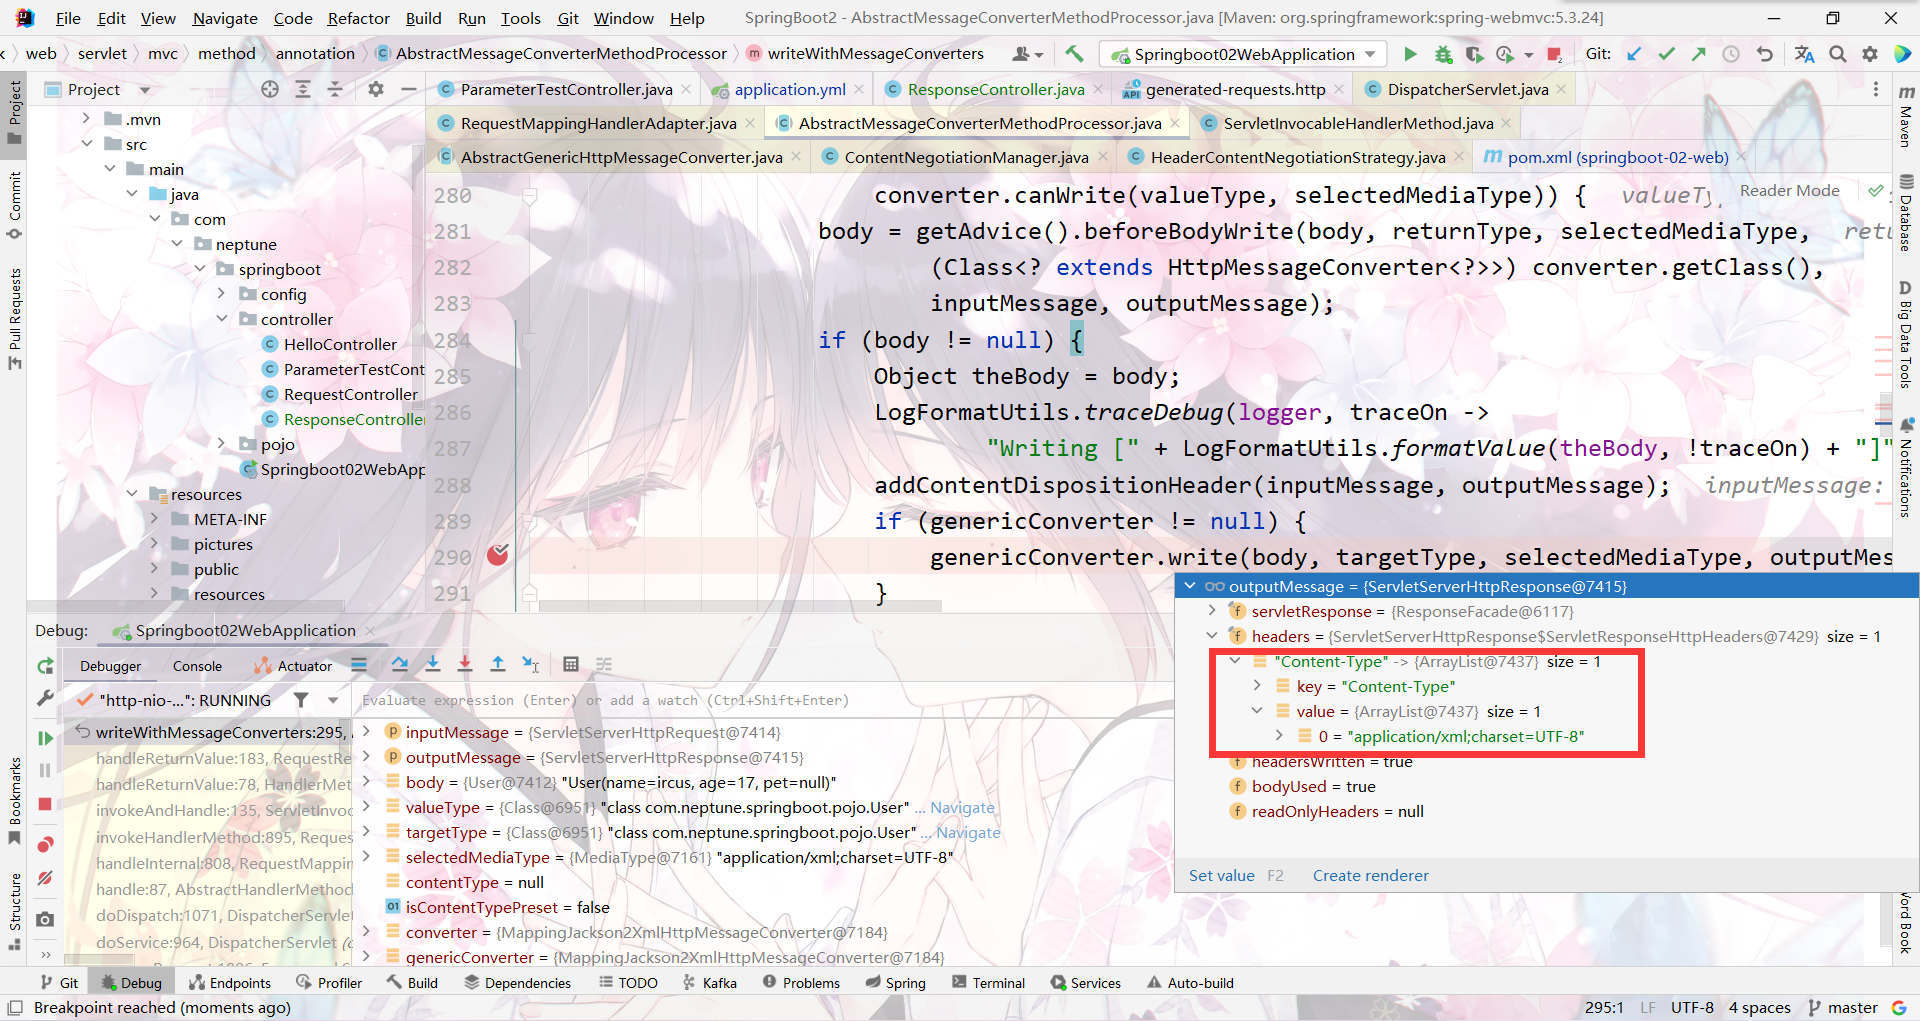 File Edit View Navigate Code Refactor Build Run Tools Git Window Help SpringBoot2 - AbstractMessageConverterMethodProcessor.java [Maven: org.springframework:spring-webmvc:5.3.24]
web servlet mvc method annotation AbstractMessageConverterMethodProcessor writeWithMessageConverters Springboot02WebApplication Git:
Project
ParameterTestController.java application.yml ResponseController.java generated-requests.http DispatcherServlet.java
RequestMappingHandlerAdapter.java AbstractMessageConverterMethodProcessor.java ServletInvocableHandlerMethod.java
AbstractGenericHttpMessageConverter.java ContentNegotiationManager.java HeaderContentNegotiationStrategy.java pom.xml (springboot-02-web)
Project
Commit
Pull Requests
Bookmarks
Structure
.mvn
src
main
java
com
neptune
springboot
config
controller
HelloController
ParameterTestCont
RequestController
ResponseController
pojo
Springboot02WebApp
resources
META-INF
pictures
public
resources
Reader Mode
280 converter.canWrite(valueType, selectedMediaType)) { valueTy
281 body = getAdvice().beforeBodyWrite(body, returnType, selectedMediaType, retu
282 (Class<? extends HttpMessageConverter<?>>) converter.getClass(),
283 inputMessage, outputMessage);
284 if (body != null) {
285 Object theBody = body;
286 LogFormatUtils.traceDebug(logger, traceOn ->
287 "Writing [" + LogFormatUtils.formatValue(theBody, !traceOn) + "]"
288 addContentDispositionHeader(inputMessage, outputMessage); inputMessage:
289 if (genericConverter != null) {
290 genericConverter.write(body, targetType, selectedMediaType, outputMes
291 }
Maven
Database
Big Data Tools
Notifications
Word Book
outputMessage = {ServletServerHttpResponse@7415}
servletResponse = {ResponseFacade@6117}
headers = {ServletServerHttpResponse$ServletResponseHttpHeaders@7429} size = 1
"Content-Type" -> {ArrayList@7437} size = 1
key = "Content-Type"
value = {ArrayList@7437} size = 1
0 = "application/xml;charset=UTF-8"
headersWritten = true
bodyUsed = true
readOnlyHeaders = null
Set value F2 Create renderer
Debug: Springboot02WebApplication
Debugger Console Actuator
"http-nio-...": RUNNING
Evaluate expression (Enter) or add a watch (Ctrl+Shift+Enter)
writeWithMessageConverters:295,
handleReturnValue:183, RequestRe
handleReturnValue:78, HandlerMet
invokeAndHandle:135, ServletInvoc
invokeHandlerMethod:895, Reques
handleInternal:808, RequestMappin
handle:87, AbstractHandlerMethod
doDispatch:1071, DispatcherServlet
doService:964, DispatcherServlet (
inputMessage = {ServletServerHttpRequest@7414}
outputMessage = {ServletServerHttpResponse@7415}
body = {User@7412} "User(name=ircus, age=17, pet=null)"
valueType = {Class@6951} "class com.neptune.springboot.pojo.User" ... Navigate
targetType = {Class@6951} "class com.neptune.springboot.pojo.User" ... Navigate
selectedMediaType = {MediaType@7161} "application/xml;charset=UTF-8"
contentType = null
isContentTypePreset = false
converter = {MappingJackson2XmlHttpMessageConverter@7184}
genericConverter = {MappingJackson2XmlHttpMessageConverter@7184}
Git Debug Endpoints Profiler Build Dependencies TODO Kafka Problems Spring Terminal Services Auto-build
Breakpoint reached (moments ago) 295:1 LF UTF-8 4 spaces master